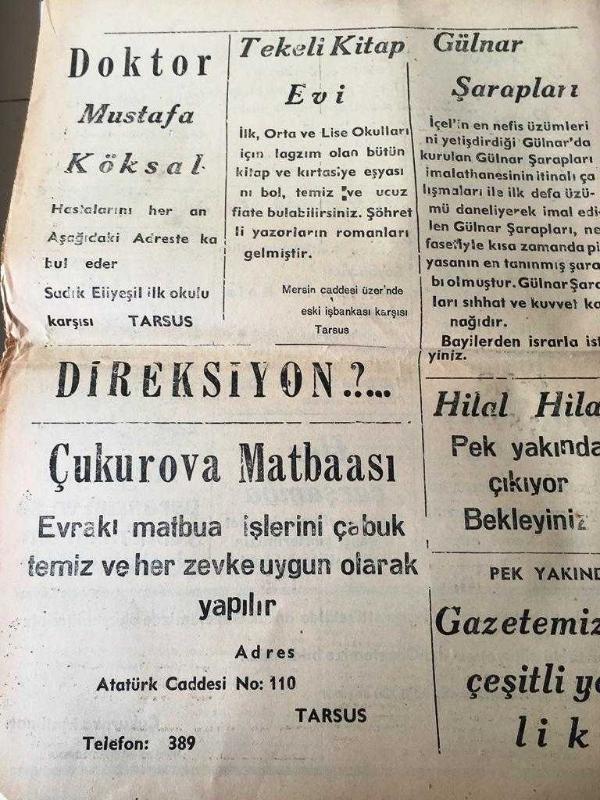 Doktor
Mustafa
Köksal
Hastalarını her an
Aşağıdaki Adreste ka
bul eder
Sadık Eliyeşil ilk okulu
karşısı TARSUS
Tekeli Kitap
Evi
İlk, Orta ve Lise Okulları
için lagzım olan bütün
kitap ve kırtasiye eşyası
nı bol, temiz ve ucuz
fiate bulabilirsiniz. Şöhret
li yazorların romanları
gelmiştir.
Mersin caddesi üzer'nde
eski işbankası karşısı
Tarsus
Gülnar
Şarapları
İçel'in en nefis üzümleri
ni yetişdirdiği Gülnar'da
kurulan Gülnar Şarapları
imalathanesinin itinalı ça
lışmaları ile ilk defa üzü-
mü daneliyerek imal edi-
len Gülnar Şarapları, ne
fasetiyle kısa zamanda pi
yasanın en tanınmış şara
bı olmuştur. Gülnar Şara
ları sıhhat ve kuvvet ka
nağıdır.
Bayilerden israrla ist
yiniz.
DİREKSİYON.?...
Çukurova Matbaası
Evrakı matbua işlerini çabuk
temiz ve her zevke uygun olarak
yapılır
Adres
Atatürk Caddesi No: 110
TARSUS
Telefon: 389
Hilal Hila
Pek yakında
çıkıyor
Bekleyiniz
PEK YAKIND
Gazetemiz
çeşitli ye
lik